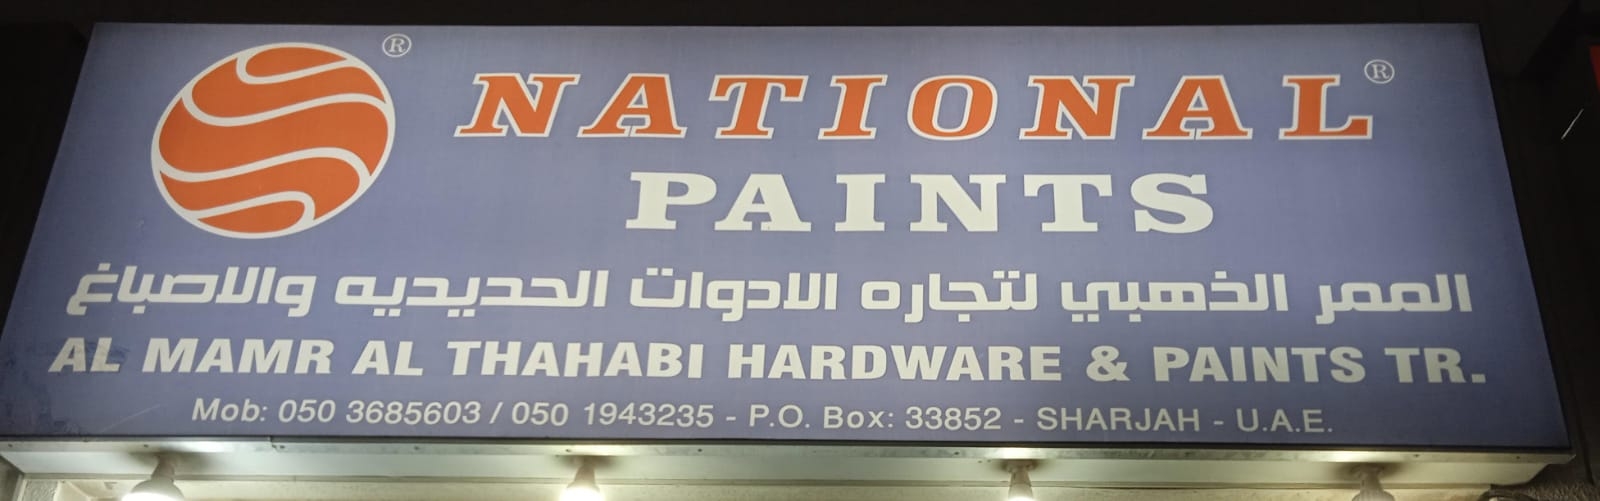 ® NATIONAL®
PAINTS
الممر الذهبي لتجاره الادوات الحديديه والاصباغ
AL MAMR AL THAHABI HARDWARE & PAINTS TR.
Mob: 050 3685603 / 050 1943235 - P.O. Box: 33852 - SHARJAH - U.A.E.